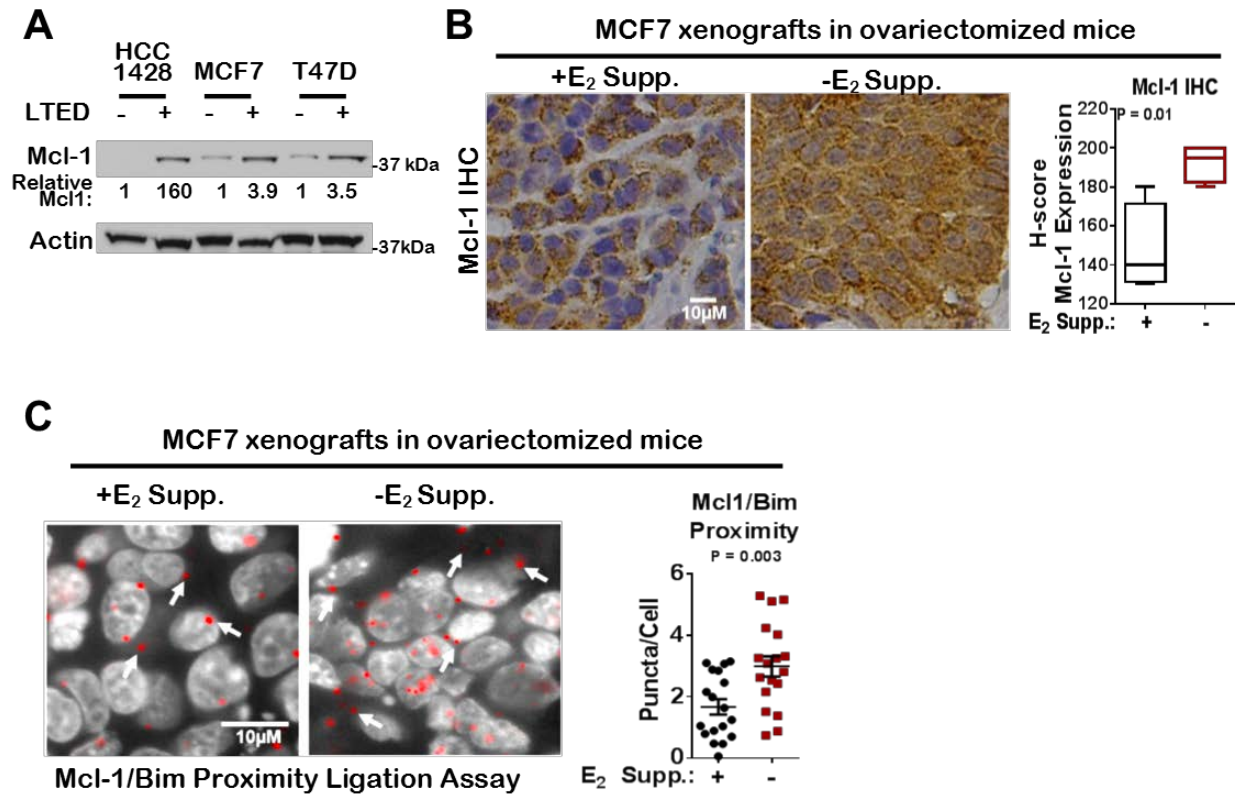 A
HCC
1428 MCF7 T47D
LTED - + - + - +
Mcl-1
-37 kDa
Relative
Mcl1: 1 160 1 3.9 1 3.5
Actin
-37kDa
B
MCF7 xenografts in ovariectomized mice
+E₂ Supp. -E₂ Supp.
Mcl-1 IHC
10µM
Mcl-1 IHC
P = 0.01
H-score
Mcl-1 Expression
220
200
180
160
140
120
E₂ Supp.: + -
C
MCF7 xenografts in ovariectomized mice
+E₂ Supp. -E₂ Supp.
10µM
Mcl-1/Bim Proximity Ligation Assay
Mcl1/Bim
Proximity
P = 0.003
Puncta/Cell
6
4
2
0
E₂ Supp.: + -